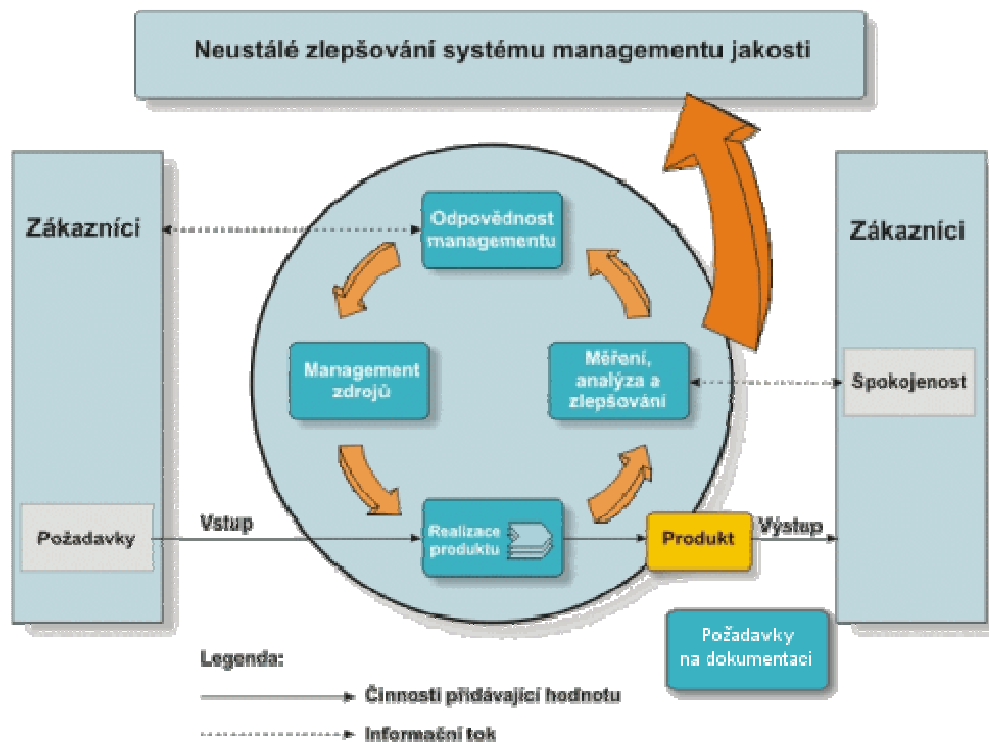 Neustálé zlepšování systému managementu jakosti
Zákazníci
Zákazníci
Odpovědnost
managementu
Management
zdrojů
Měření,
analýza a
zlepšování
Spokojenost
Požadavky
Vstup
Realizace
produktu
Produkt
Výstup
Požadavky
na dokumentaci
Legenda:
Činnosti přidávající hodnotu
Informační tok